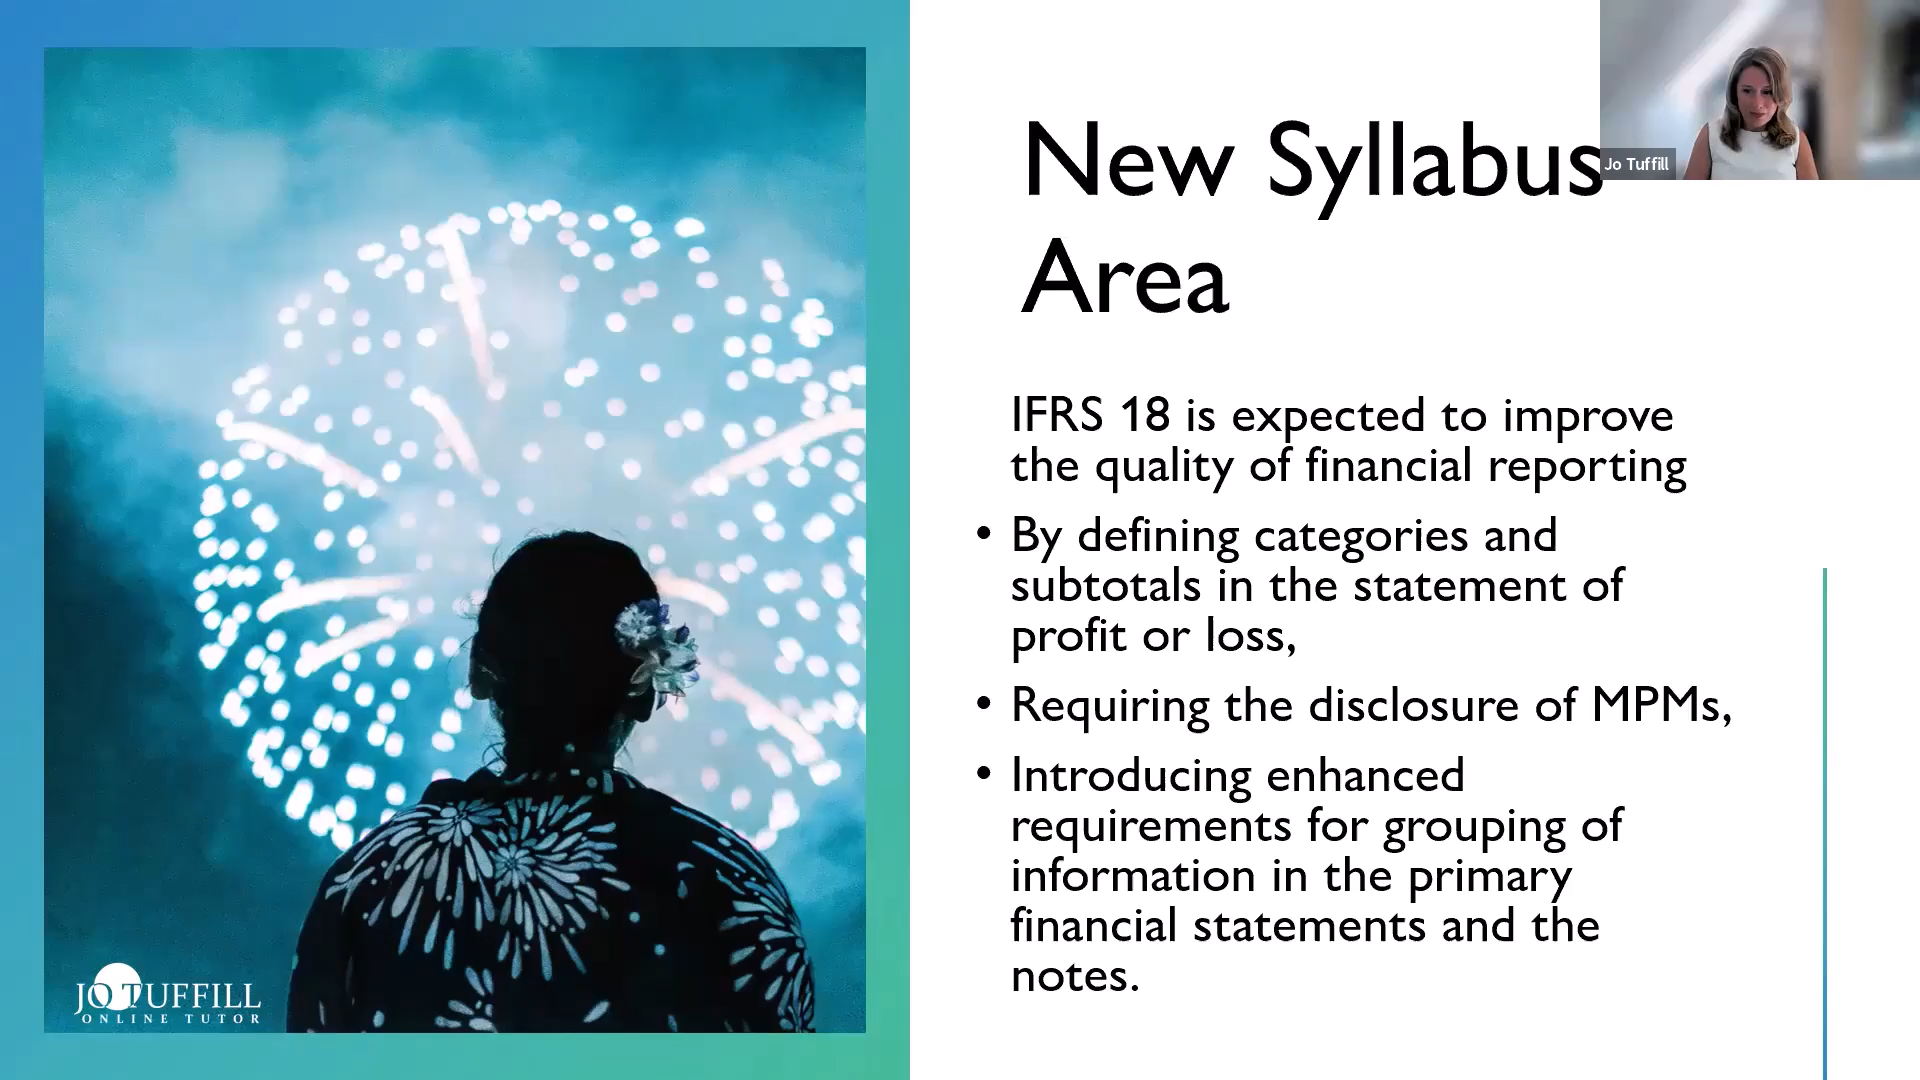 New Syllabus
Area
Jo Tuffill
IFRS 18 is expected to improve
the quality of financial reporting
• By defining categories and
subtotals in the statement of
profit or loss,
• Requiring the disclosure of MPMs,
• Introducing enhanced
requirements for grouping of
information in the primary
financial statements and the
notes.
JO TUFFILL
ONLINE TUTOR